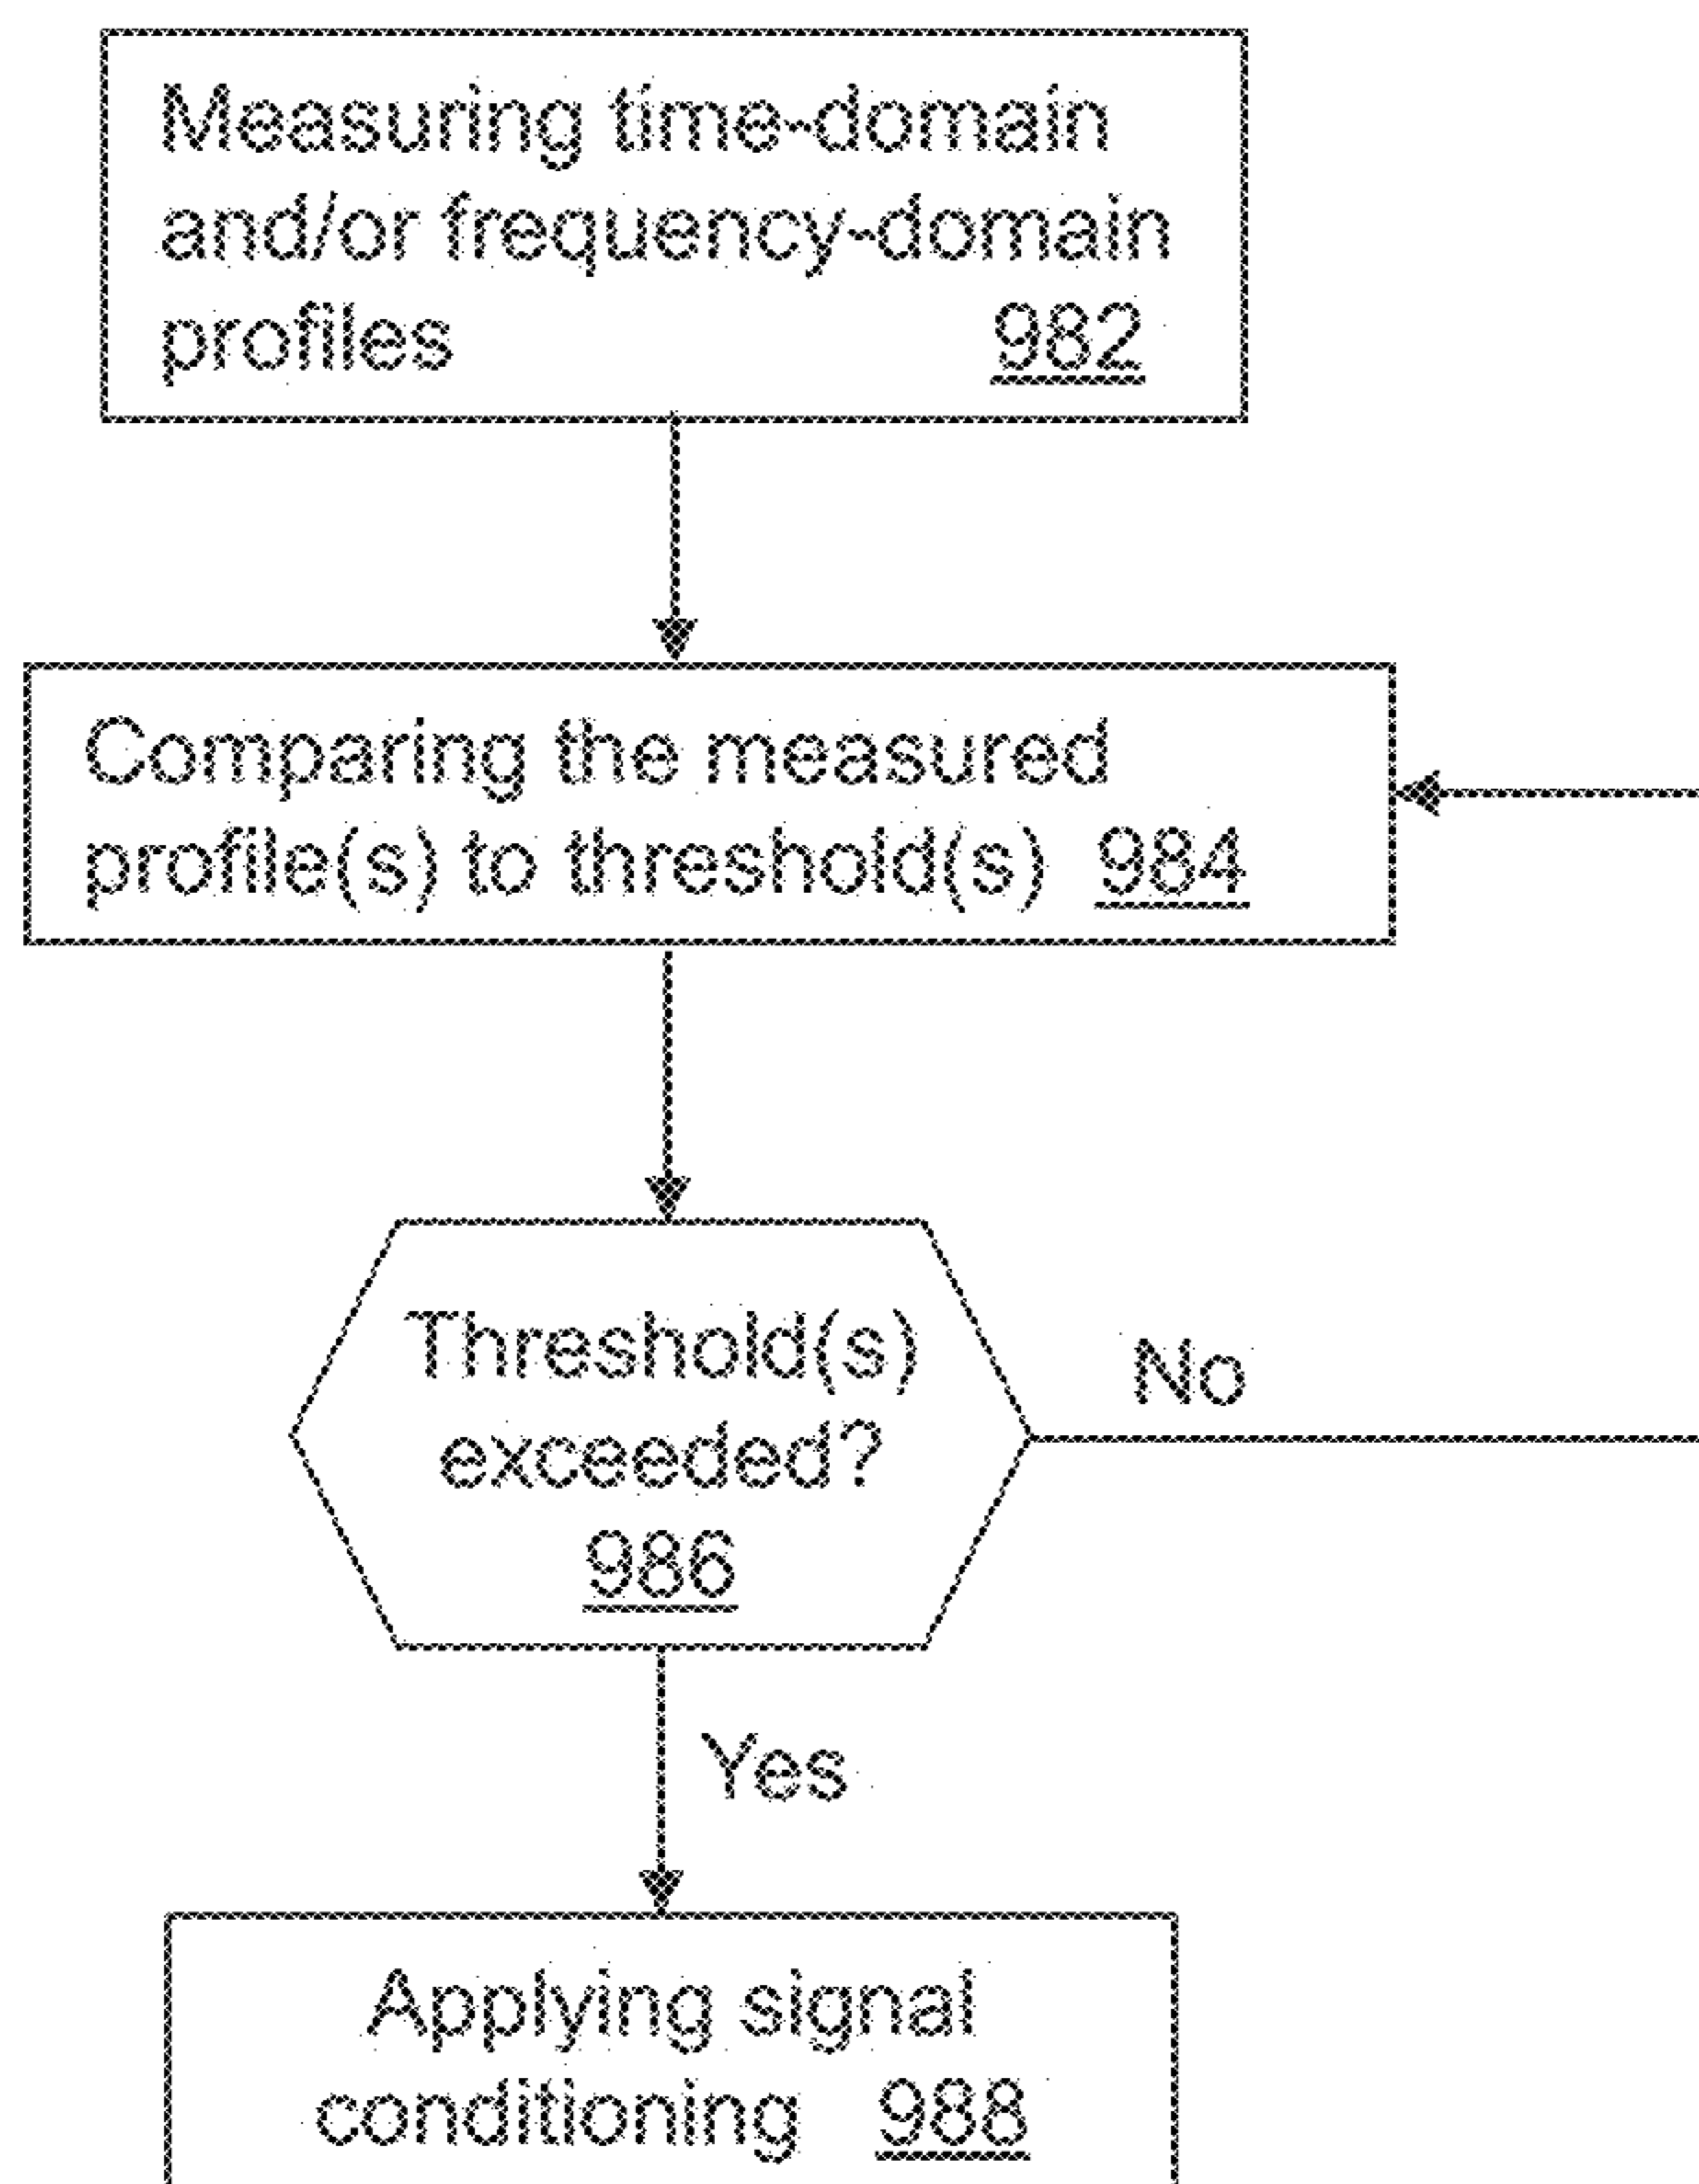 Measuring time-domain
and/or frequency-domain
profiles 982
Comparing the measured
profile(s) to threshold(s) 984
Threshold(s)
exceeded?
986
No
Yes
Applying signal
conditioning 988